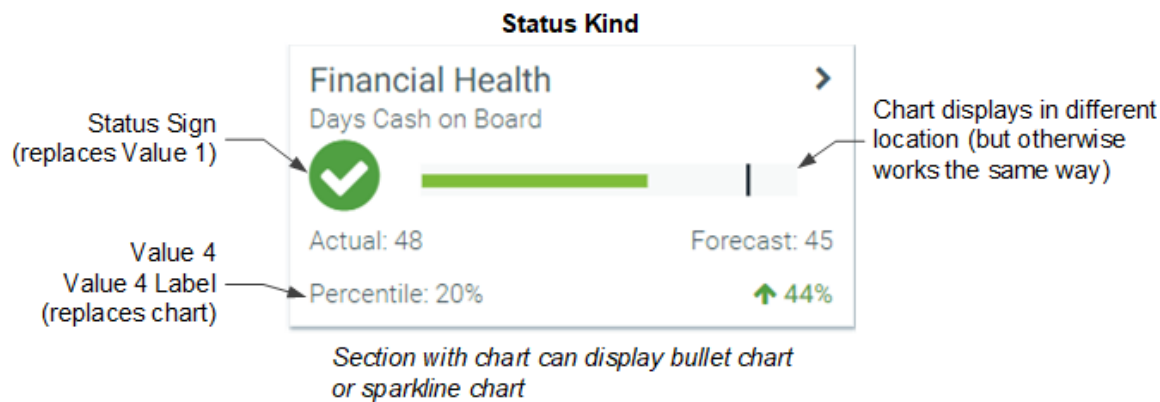 Status Kind
Financial Health
Days Cash on Board
Status Sign
(replaces Value 1)
Chart displays in different
location (but otherwise
works the same way)
Actual: 48
Forecast: 45
Value 4
Value 4 Label
(replaces chart)
Percentile: 20%
44%
Section with chart can display bullet chart
or sparkline chart